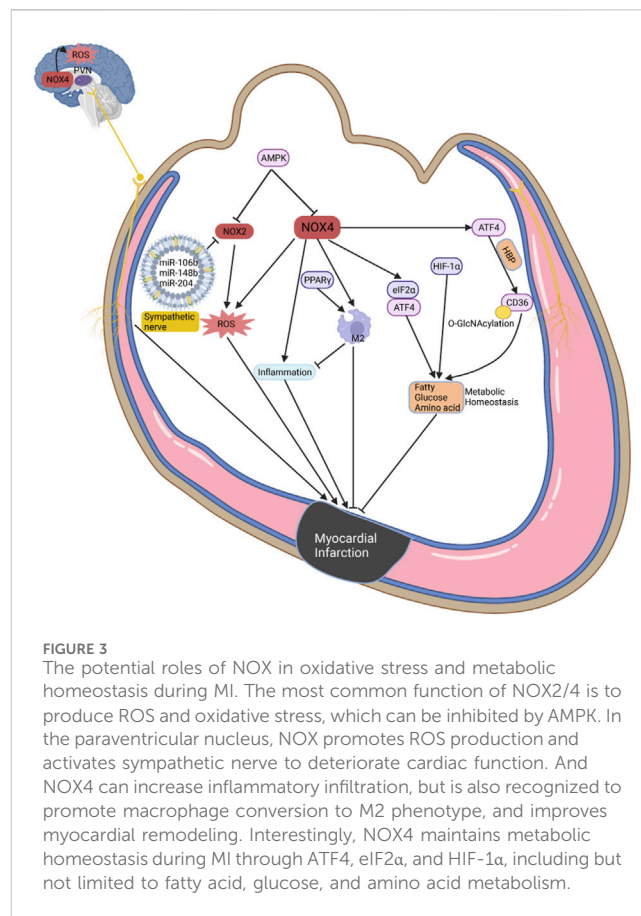 ROS
PVN
NOX4
AMPK
NOX2
NOX4
ATF4
HBP
miR-106b
miR-148b
miR-204
PPARγ
eIF2α
ATF4
HIF-1α
CD36
O-GlcNAcylation
Sympathetic
nerve
ROS
M2
Inflammation
Fatty
Glucose
Amino acid
Metabolic
Homestasis
Myocardial
Infarction
FIGURE 3
The potential roles of NOX in oxidative stress and metabolic
homeostasis during MI. The most common function of NOX2/4 is to
produce ROS and oxidative stress, which can be inhibited by AMPK. In
the paraventricular nucleus, NOX promotes ROS production and
activates sympathetic nerve to deteriorate cardiac function. And
NOX4 can increase inflammatory infiltration, but is also recognized to
promote macrophage conversion to M2 phenotype, and improves
myocardial remodeling. Interestingly, NOX4 maintains metabolic
homeostasis during MI through ATF4, eIF2α, and HIF-1α, including but
not limited to fatty acid, glucose, and amino acid metabolism.